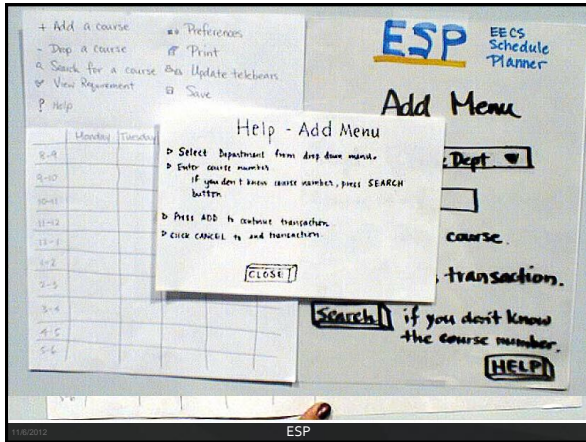 + Add a course
- Drop a course
Search for a course
View Requirement
? Help
Preferences
Print
Update telebears
Save
Monday Tuesday
8-9
9-10
10-11
11-12
12-1
1-2
2-3
3-4
4-5
5-6
Help - Add Menu
Select Department from drop down menu.
Enter course number
If you don't know course number, press SEARCH
button
Press ADD to continue transaction
Click CANCEL to end transaction.
CLOSE
ESP
EECS
Schedule
Planner
Add Menu
Dept
course.
transaction.
Search if you don't know
the course number.
HELP
5-6
11/6/2012
ESP